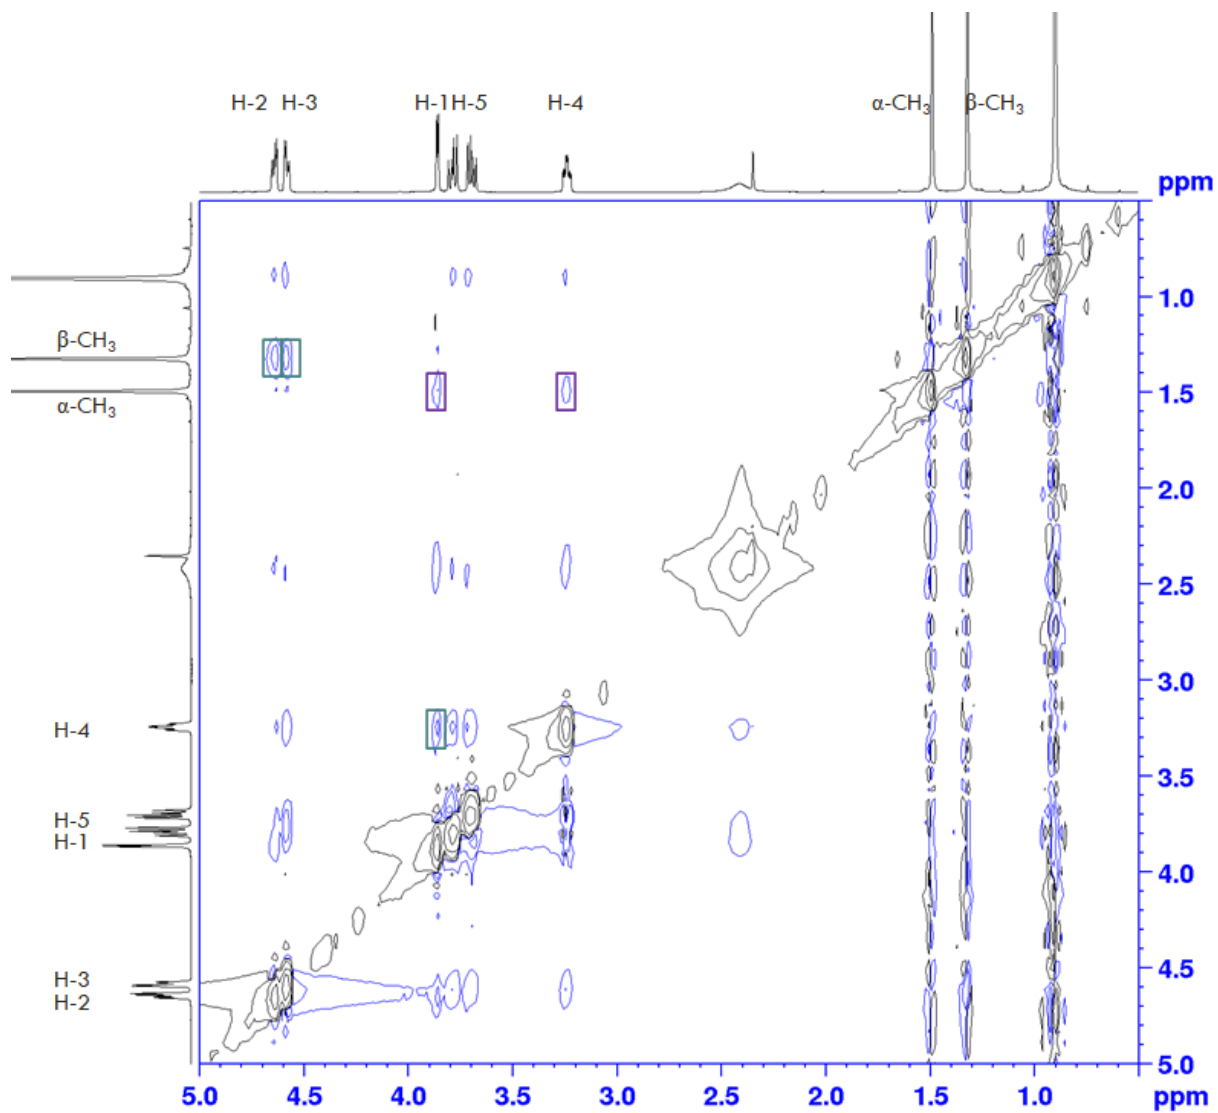 H-2 H-3 H-1 H-5 H-4 α-CH₃ β-CH₃
ppm
1.0
β-CH₃
1.5
α-CH₃
2.0
2.5
3.0
H-4
3.5
H-5
H-1
4.0
4.5
H-3
H-2
5.0
5.0 4.5 4.0 3.5 3.0 2.5 2.0 1.5 1.0 ppm